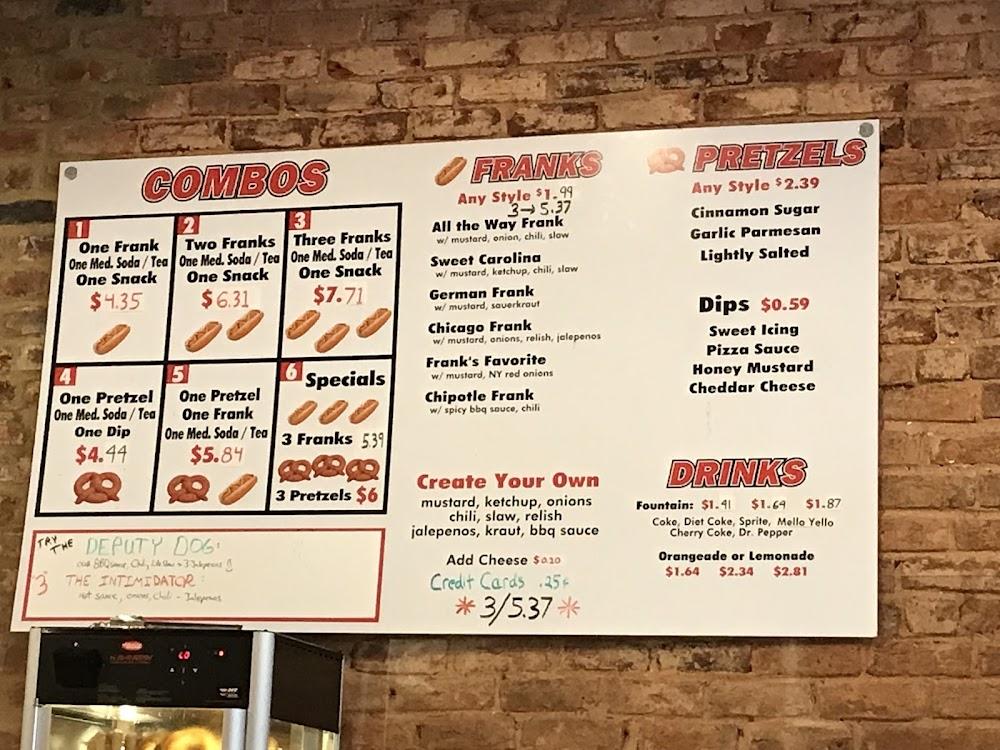 COMBOS
1
One Frank
One Med. Soda / Tea
One Snack
$4.35
2
Two Franks
One Med. Soda / Tea
One Snack
$6.31
3
Three Franks
One Med. Soda / Tea
One Snack
$7.71
4
One Pretzel
One Med. Soda / Tea
One Dip
$4.44
5
One Pretzel
One Frank
One Med. Soda / Tea
$5.84
6
Specials
3 Franks 5.39
3 Pretzels $6
TRY THE DEPUTY DOG:
BBQ sauce, Chili, Slaw
3 THE INTIMIDATOR:
Hot sauce, onions, chili - Jalepenos
FRANKS
Any Style $1.99
3→5.37
All the Way Frank
w/ mustard, onion, chili, slaw
Sweet Carolina
w/ mustard, ketchup, chili, slaw
German Frank
w/ mustard, sauerkraut
Chicago Frank
w/ mustard, onions, relish, jalepenos
Frank's Favorite
w/ mustard, NY red onions
Chipotle Frank
w/ spicy bbq sauce, chili
Create Your Own
mustard, ketchup, onions
chili, slaw, relish
jalepenos, kraut, bbq sauce
Add Cheese $0.20
Credit Cards .25¢
* 3/5.37 *
PRETZELS
Any Style $2.39
Cinnamon Sugar
Garlic Parmesan
Lightly Salted
Dips $0.59
Sweet Icing
Pizza Sauce
Honey Mustard
Cheddar Cheese
DRINKS
Fountain: $1.41 $1.64 $1.87
Coke, Diet Coke, Sprite, Mello Yello
Cherry Coke, Dr. Pepper
Orangeade or Lemonade
$1.64 $2.34 $2.81